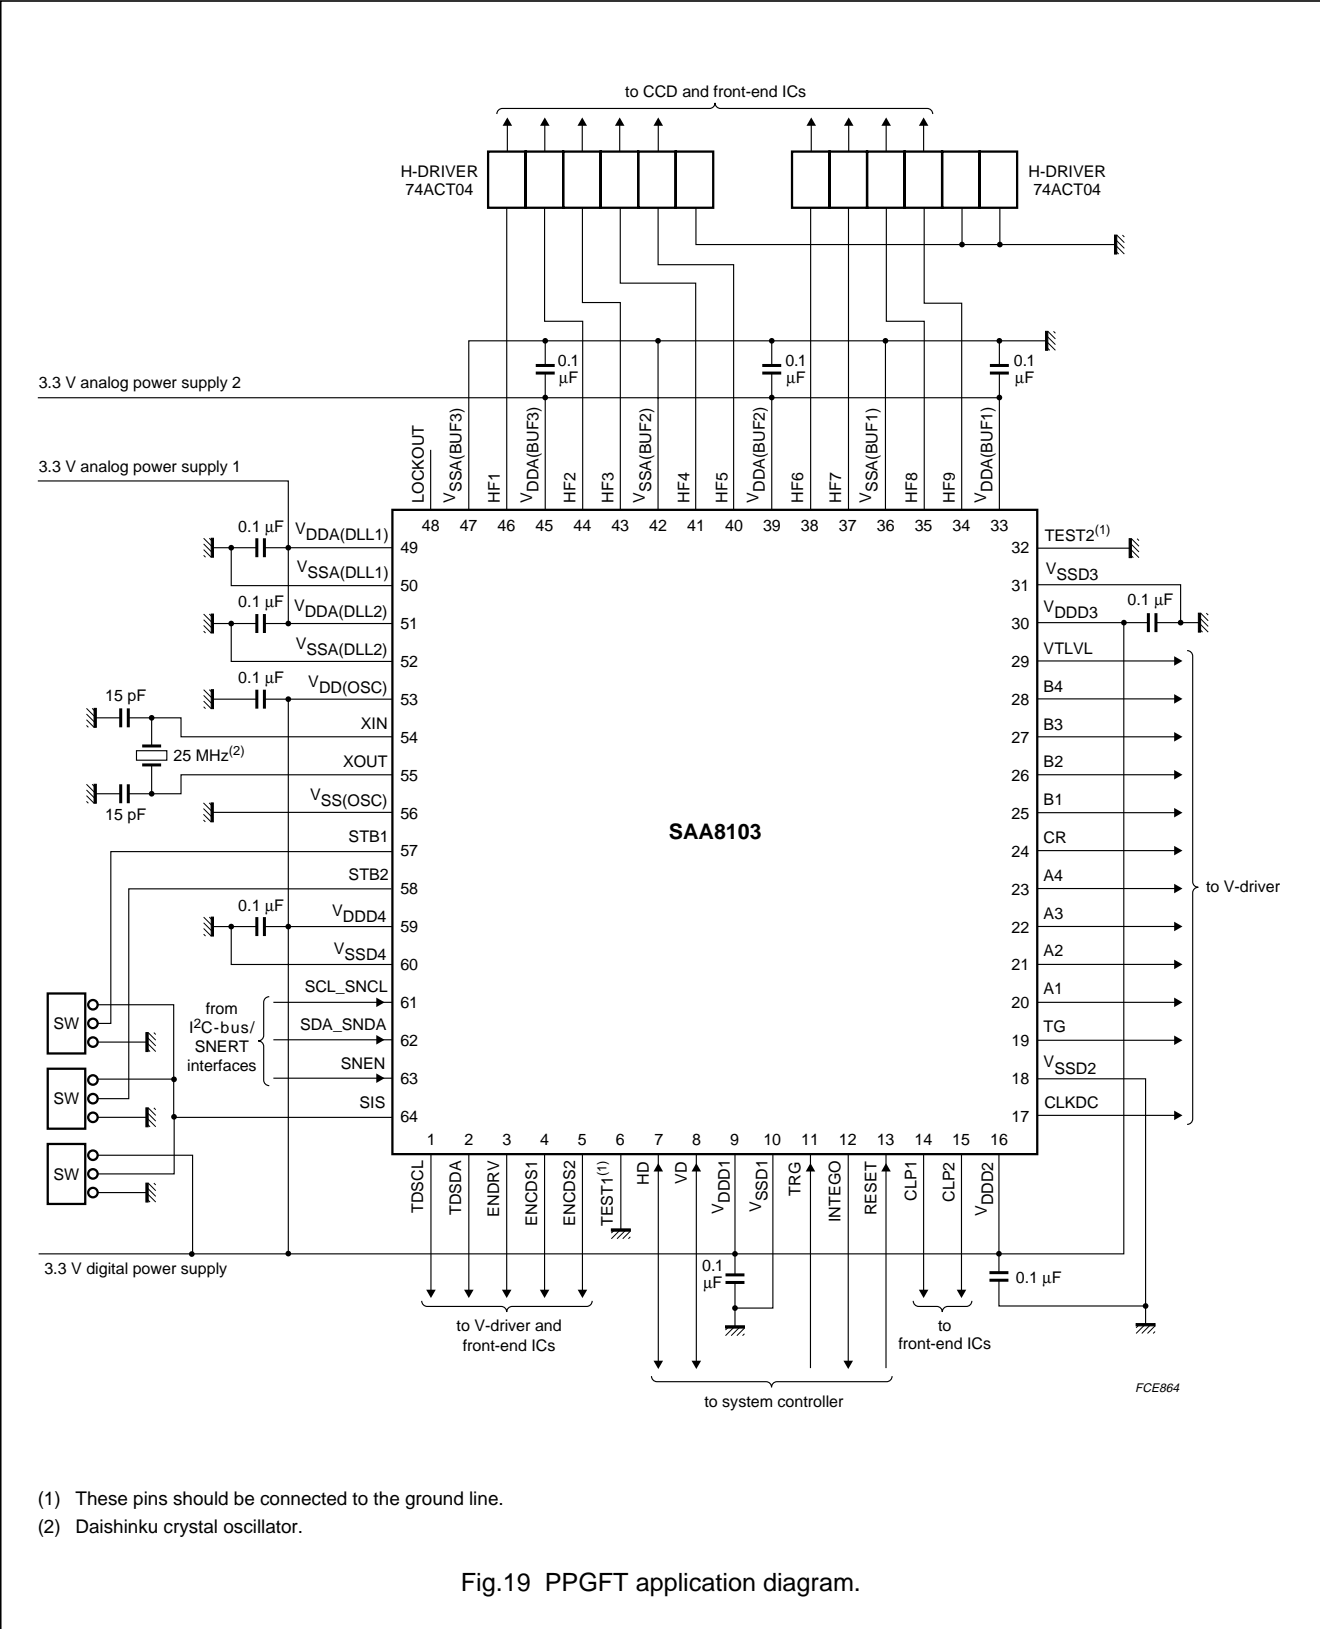 to CCD and front-end ICs
H-DRIVER
74ACT04
H-DRIVER
74ACT04
0.1
µF
0.1
µF
0.1
µF
3.3 V analog power supply 2
3.3 V analog power supply 1
LOCKOUT
VSSA(BUF3)
HF1
VDDA(BUF3)
HF2
HF3
VSSA(BUF2)
HF4
HF5
VDDA(BUF2)
HF6
HF7
VSSA(BUF1)
HF8
HF9
VDDA(BUF1)
48 47 46 45 44 43 42 41 40 39 38 37 36 35 34 33
0.1 µF VDDA(DLL1) 49
VSSA(DLL1) 50
0.1 µF VDDA(DLL2) 51
VSSA(DLL2) 52
0.1 µF VDD(OSC) 53
15 pF
XIN 54
25 MHz(2)
XOUT 55
15 pF
VSS(OSC) 56
STB1 57
STB2 58
0.1 µF VDDD4 59
VSSD4 60
SCL_SNCL 61
SDA_SNDA 62
SNEN 63
SIS 64
from
I2C-bus/
SNERT
interfaces
SW
SW
SW
SAA8103
32 TEST2(1)
31 VSSD3
30 VDDD3 0.1 µF
29 VTLVL
28 B4
27 B3
26 B2
25 B1
24 CR
23 A4
22 A3
21 A2
20 A1
19 TG
18 VSSD2
17 CLKDC
to V-driver
1 2 3 4 5 6 7 8 9 10 11 12 13 14 15 16
TDSCL
TDSDA
ENDRV
ENCDS1
ENCDS2
TEST1(1)
HD
VD
VDDD1
VSSD1
TRG
INTEGO
RESET
CLP1
CLP2
VDDD2
3.3 V digital power supply
0.1
µF
0.1 µF
to V-driver and
front-end ICs
to
front-end ICs
to system controller
FCE864
(1) These pins should be connected to the ground line.
(2) Daishinku crystal oscillator.
Fig.19 PPGFT application diagram.